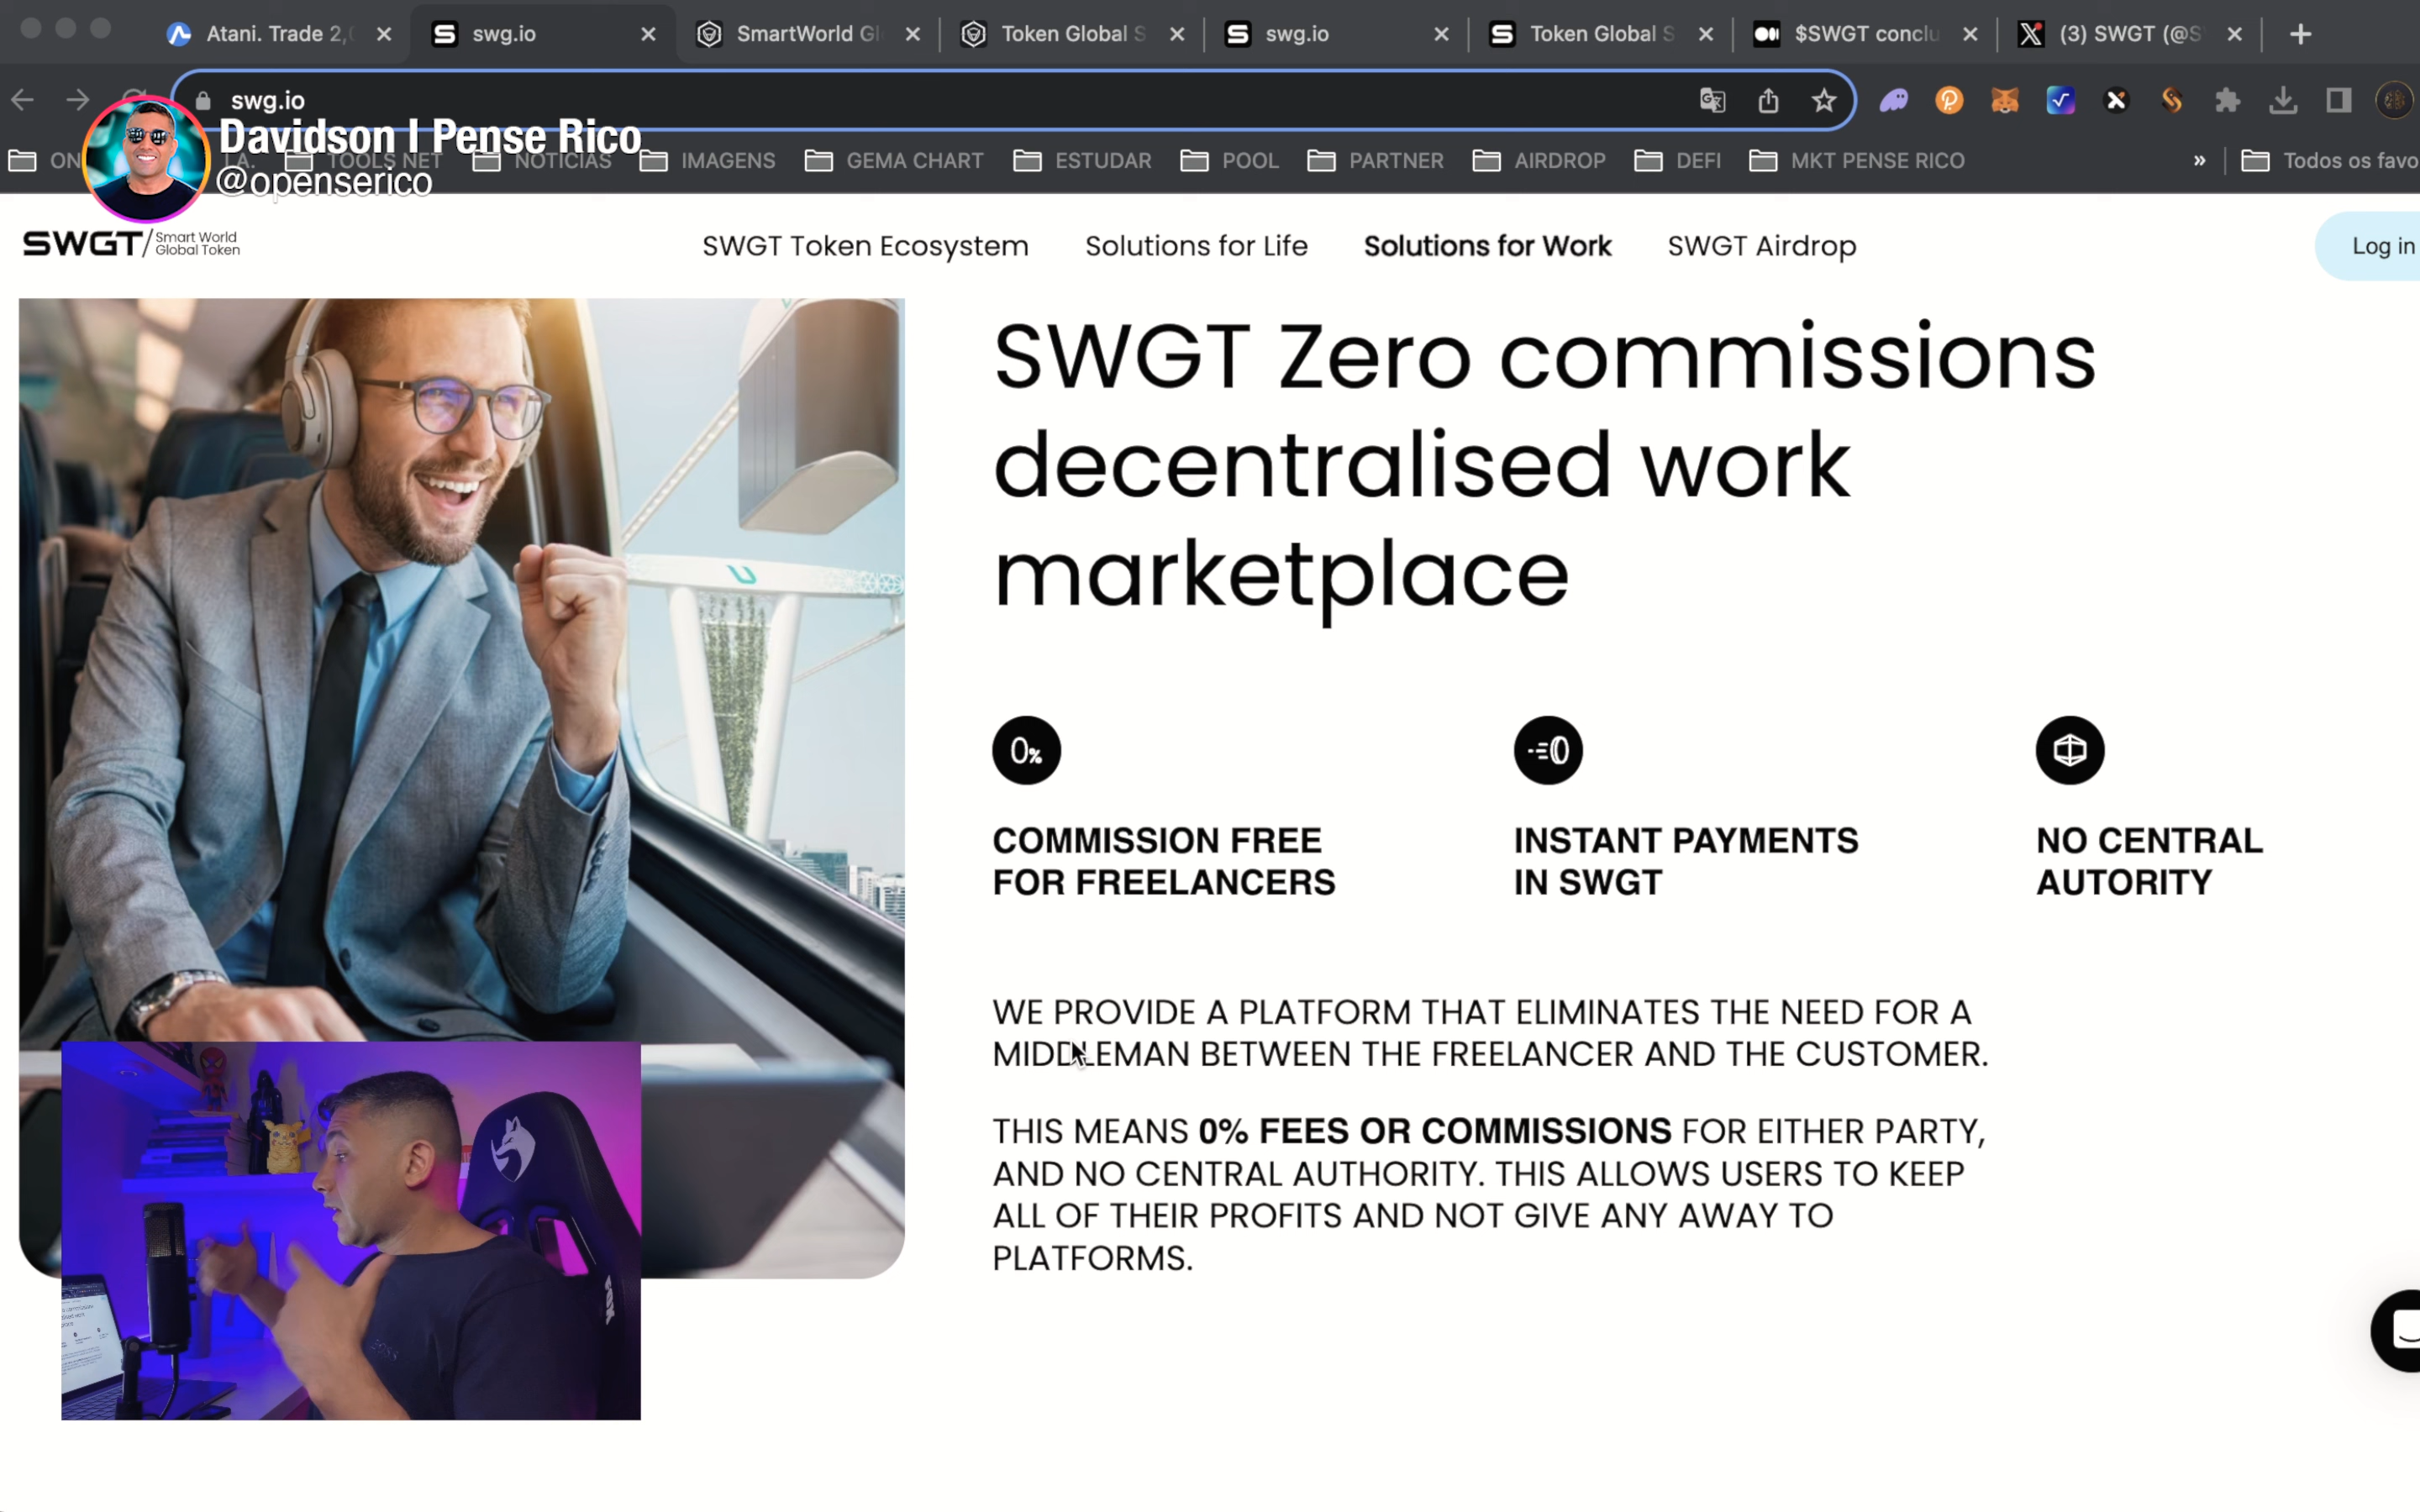 Atani. Trade 2,
swg.io
SmartWorld Gl
Token Global S
swg.io
Token Global S
$SWGT conclu
(3) SWGT (@S
swg.io
Davidson I Pense Rico
@openserico
ON
I.A.
TOOLS NET
NOTICIAS
IMAGENS
GEMA CHART
ESTUDAR
POOL
PARTNER
AIRDROP
DEFI
MKT PENSE RICO
»
Todos os favo
SWGT/Smart World
Global Token
SWGT Token Ecosystem
Solutions for Life
Solutions for Work
SWGT Airdrop
Log in
SWGT Zero commissions
decentralised work
marketplace
0%
COMMISSION FREE
FOR FREELANCERS
INSTANT PAYMENTS
IN SWGT
NO CENTRAL
AUTORITY
WE PROVIDE A PLATFORM THAT ELIMINATES THE NEED FOR A
MIDDLEMAN BETWEEN THE FREELANCER AND THE CUSTOMER.
THIS MEANS 0% FEES OR COMMISSIONS FOR EITHER PARTY,
AND NO CENTRAL AUTHORITY. THIS ALLOWS USERS TO KEEP
ALL OF THEIR PROFITS AND NOT GIVE ANY AWAY TO
PLATFORMS.